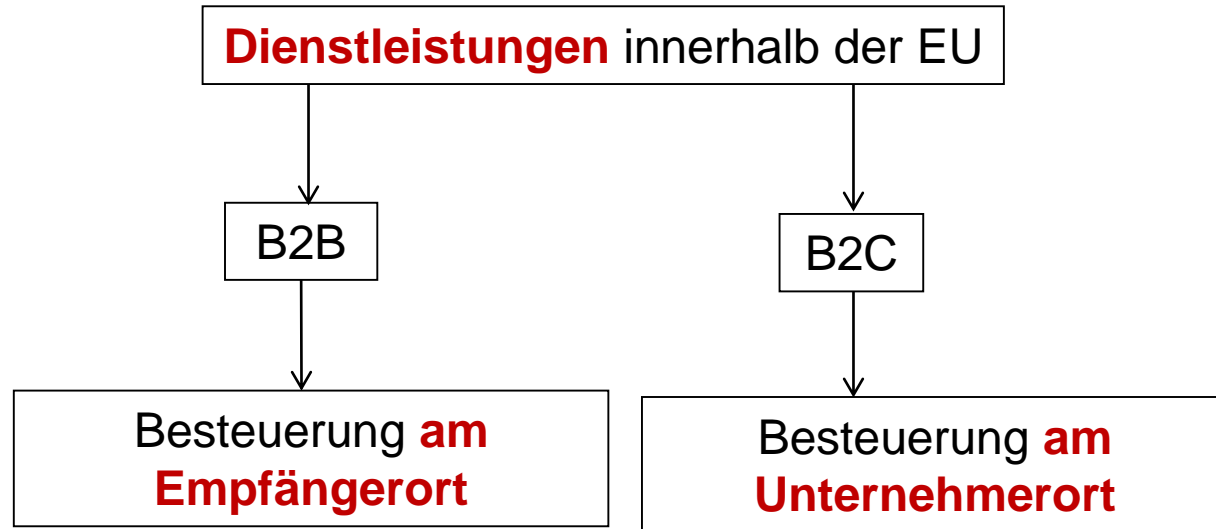 Dienstleistungen innerhalb der EU
B2B
B2C
Besteuerung am
Empfängerort
Besteuerung am
Unternehmerort